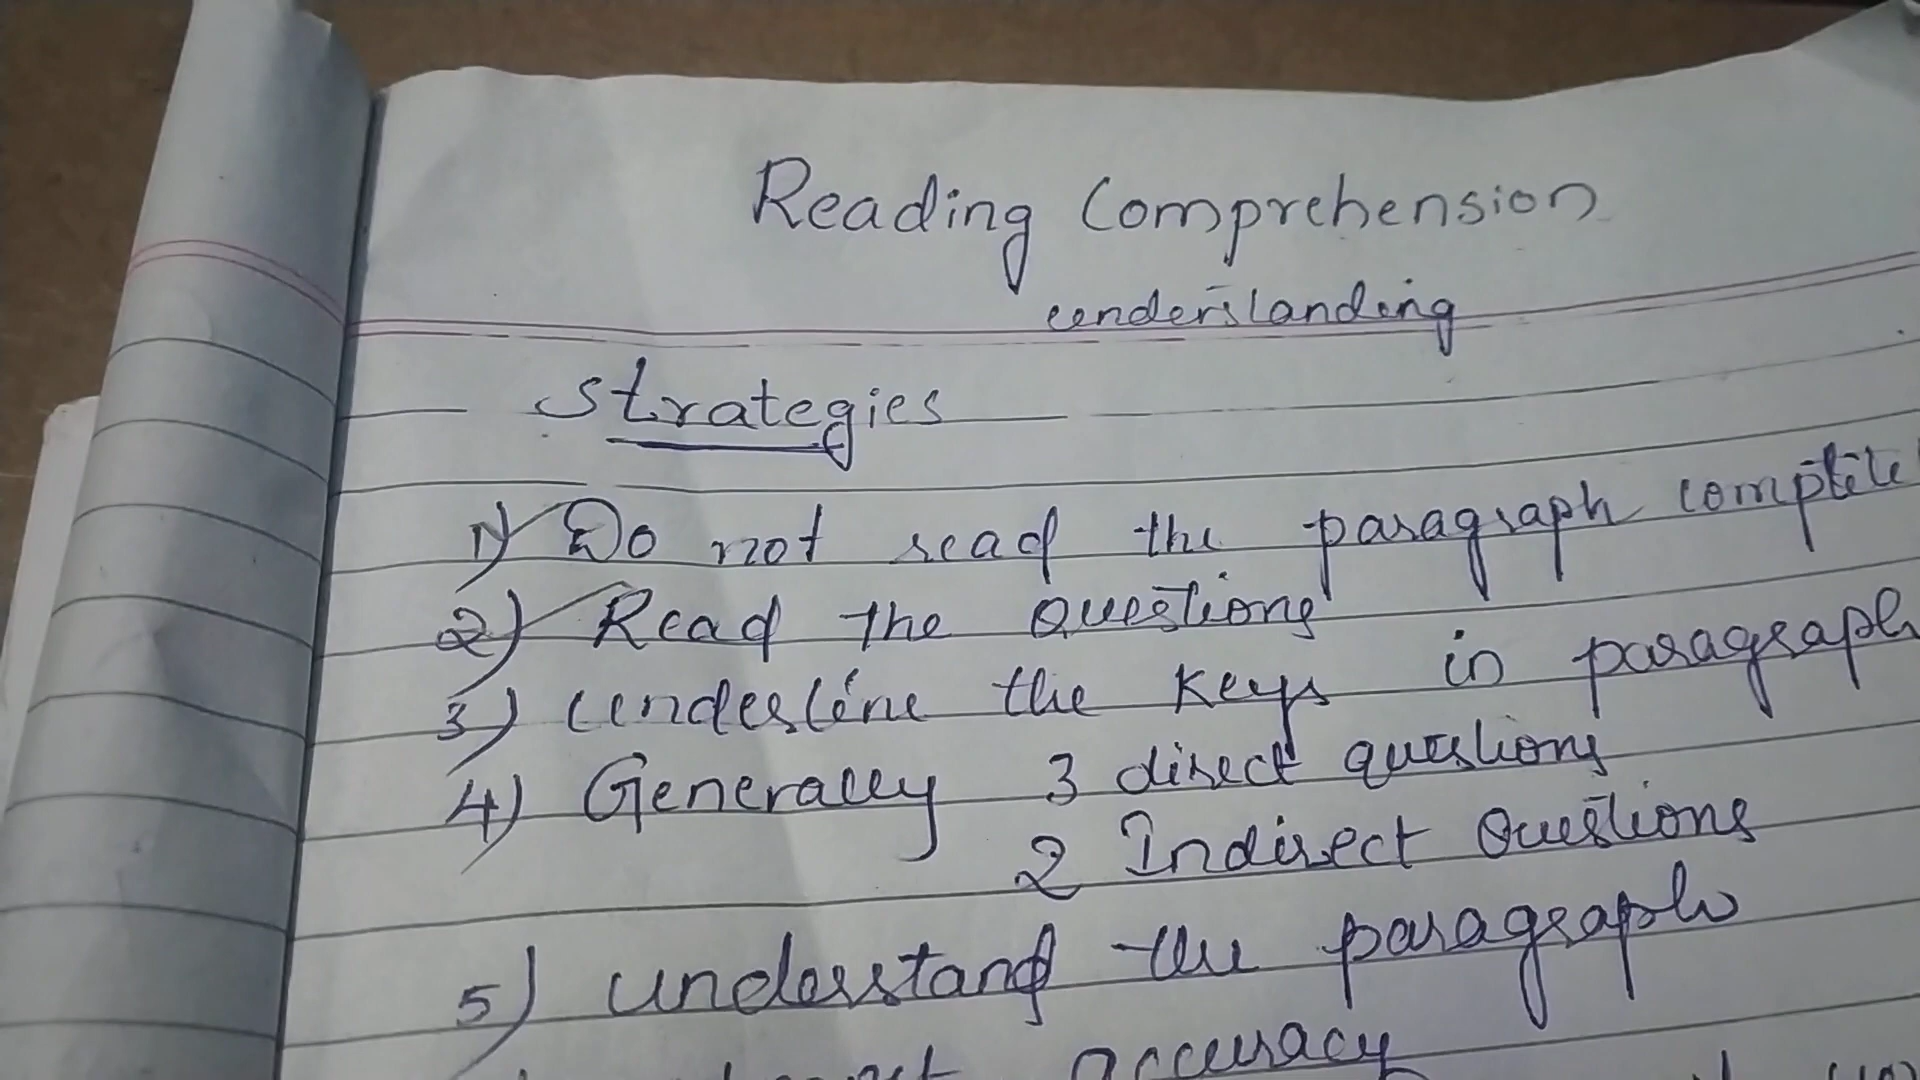 Reading Comprehension
understanding
Strategies
1) Do not read the paragraph complete
2) Read the Questions
3) underline the keys in paragraph
4) Generally 3 direct questions
2 Indirect Questions
5) understand the paragraph
accuracy